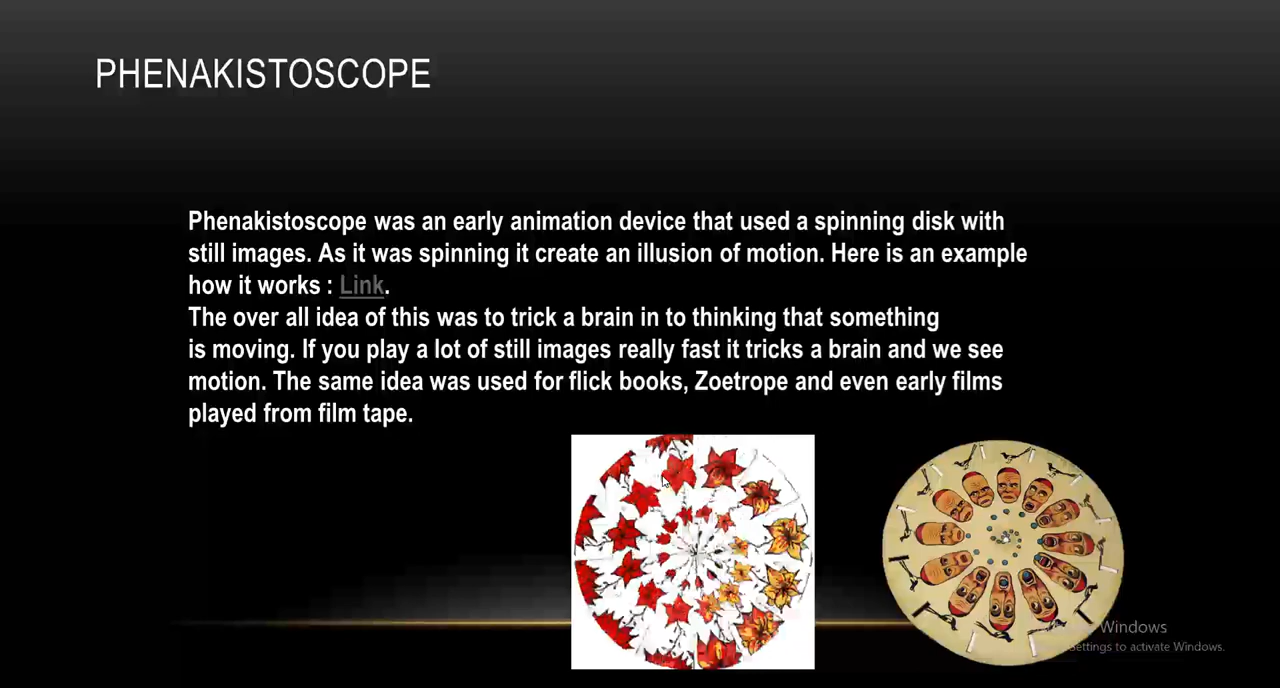 PHENAKISTOSCOPE
Phenakistoscope was an early animation device that used a spinning disk with
still images. As it was spinning it create an illusion of motion. Here is an example
how it works : Link.
The over all idea of this was to trick a brain in to thinking that something
is moving. If you play a lot of still images really fast it tricks a brain and we see
motion. The same idea was used for flick books, Zoetrope and even early films
played from film tape.
Windows
Settings to activate Windows.